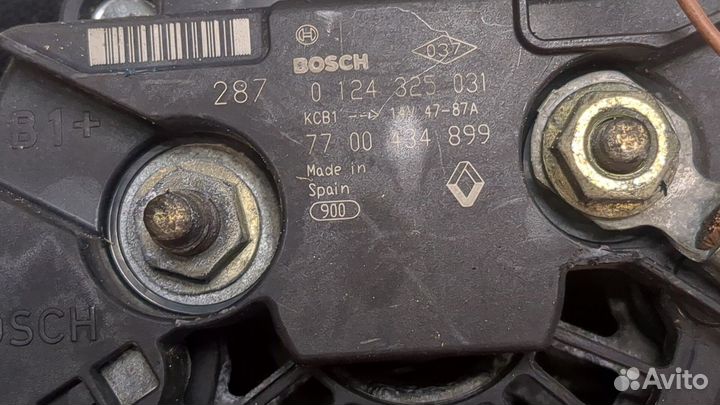 BOSCH
037
287 0 124 325 031
KCB1 --> 14V 47-87A
77 00 434 899
Made in
Spain
900
B1+
BOSCH
Avito